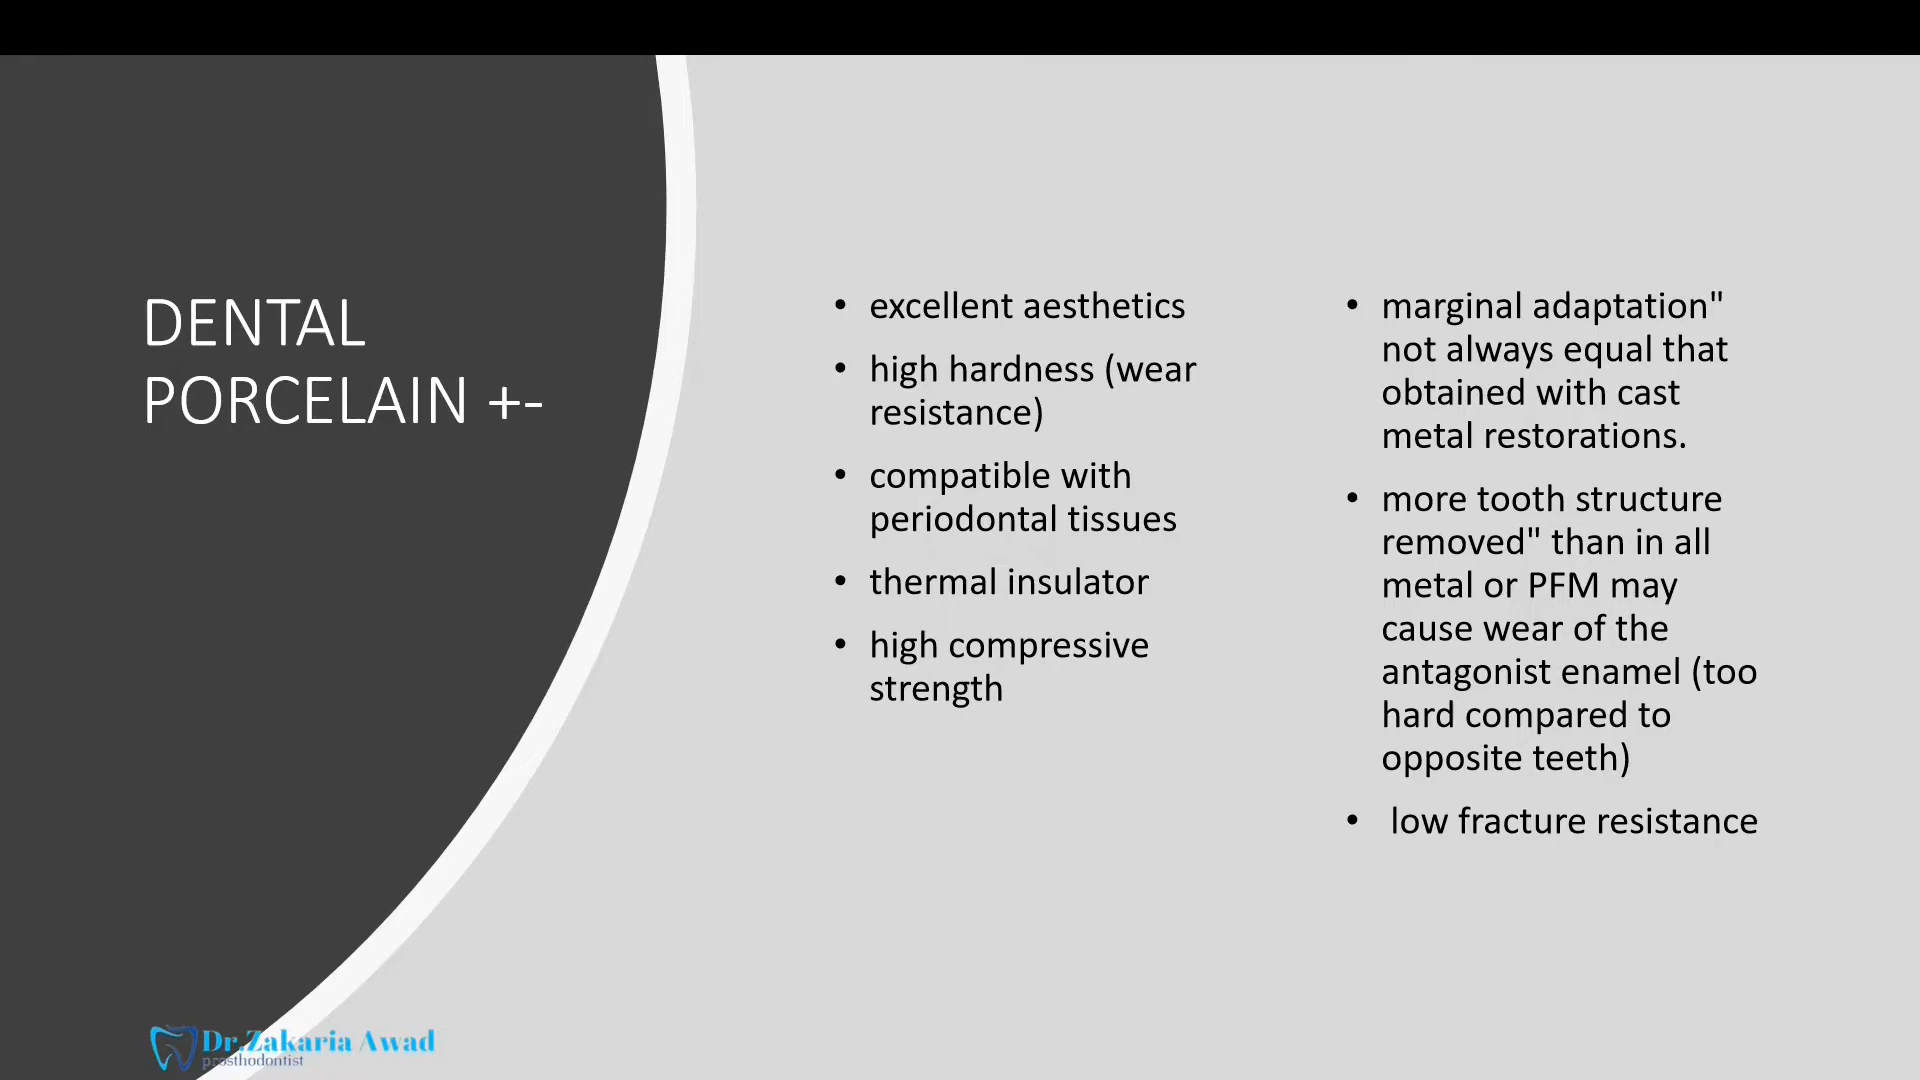 DENTAL
PORCELAIN +-
• excellent aesthetics
• high hardness (wear
resistance)
• compatible with
periodontal tissues
• thermal insulator
• high compressive
strength
• marginal adaptation"
not always equal that
obtained with cast
metal restorations.
• more tooth structure
removed" than in all
metal or PFM may
cause wear of the
antagonist enamel (too
hard compared to
opposite teeth)
• low fracture resistance
Dr.Zakaria Awad
prosthodontist